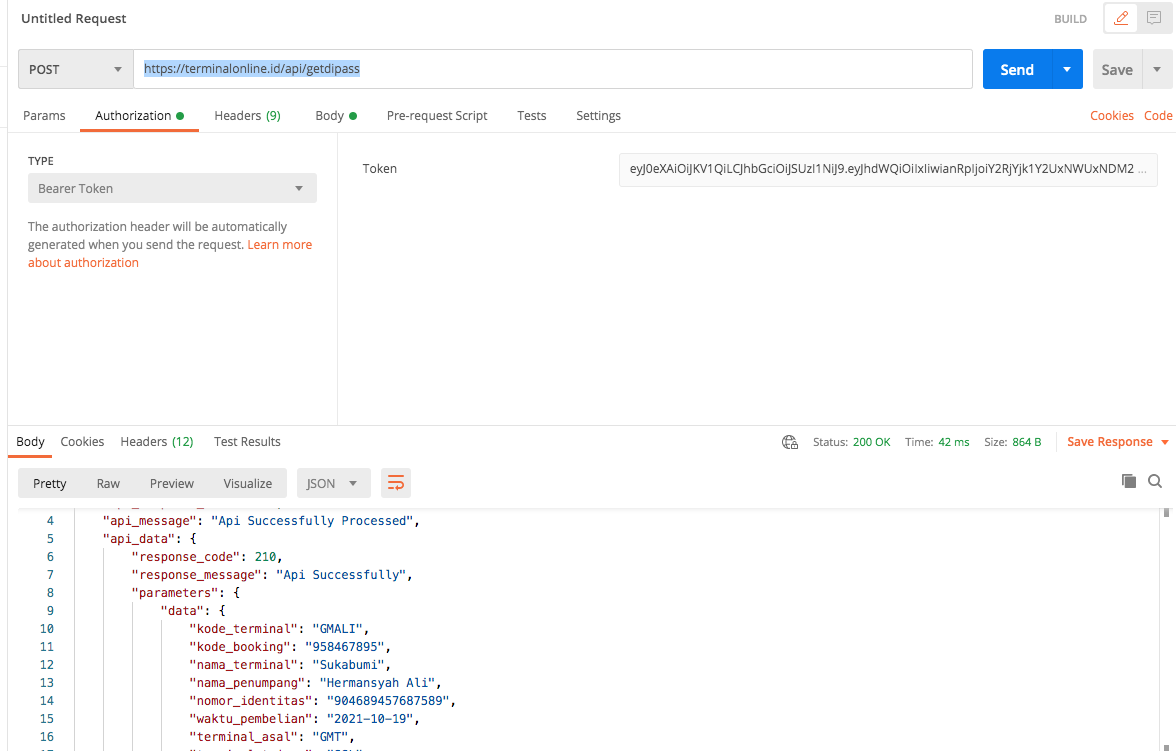 Untitled Request
BUILD
POST
https://terminalonline.id/api/getdipass
Send
Save
Params Authorization Headers (9) Body Pre-request Script Tests Settings
Cookies Code
TYPE
Bearer Token
The authorization header will be automatically
generated when you send the request. Learn more
about authorization
Token
eyJ0eXAiOiJKV1QiLCJhbGciOiJSUzI1NiJ9.eyJhdWQiOiIxIiwianRpIjoiY2RjYjk1Y2UxNWUxNDM2 ...
Body Cookies Headers (12) Test Results
Status: 200 OK Time: 42 ms Size: 864 B Save Response
Pretty Raw Preview Visualize JSON
4 "api_message": "Api Successfully Processed",
5 "api_data": {
6 "response_code": 210,
7 "response_message": "Api Successfully",
8 "parameters": {
9 "data": {
10 "kode_terminal": "GMALI",
11 "kode_booking": "958467895",
12 "nama_terminal": "Sukabumi",
13 "nama_penumpang": "Hermansyah Ali",
14 "nomor_identitas": "904689457687589",
15 "waktu_pembelian": "2021-10-19",
16 "terminal_asal": "GMT",